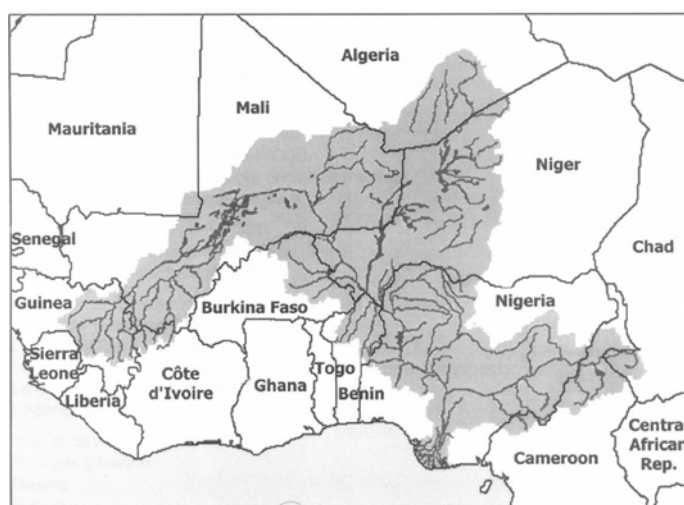 Algeria
Mali
Mauritania
Niger
Senegal
Chad
Guinea
Nigeria
Burkina Faso
Sierra
Leone
Côte
d'Ivoire
Ghana
Togo
Benin
Liberia
Central
African
Rep.
Cameroon